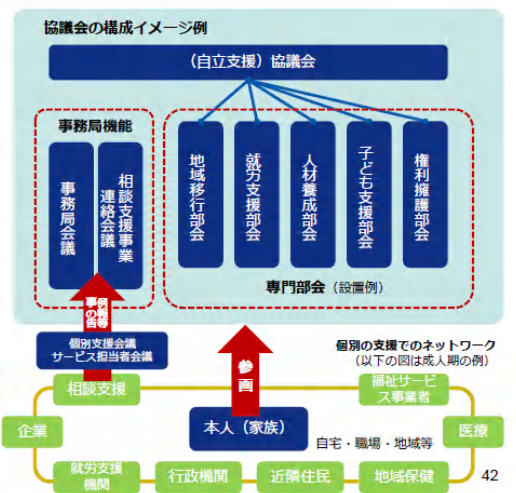 協議会の構成イメージ例
（自立支援）協議会
事務局機能
事務局会議
相談支援事業
連絡会議
地域移行部会
就労支援部会
人材養成部会
子ども支援部会
権利擁護部会
専門部会（設置例）
事例等
の報告
個別支援会議
サービス担当者会議
参画
個別の支援でのネットワーク
（以下の図は成人期の例）
相談支援
福祉サービ
ス事業者
企業
本人（家族）
医療
自宅・職場・地域等
就労支援
機関
行政機関
近隣住民
地域保健
42